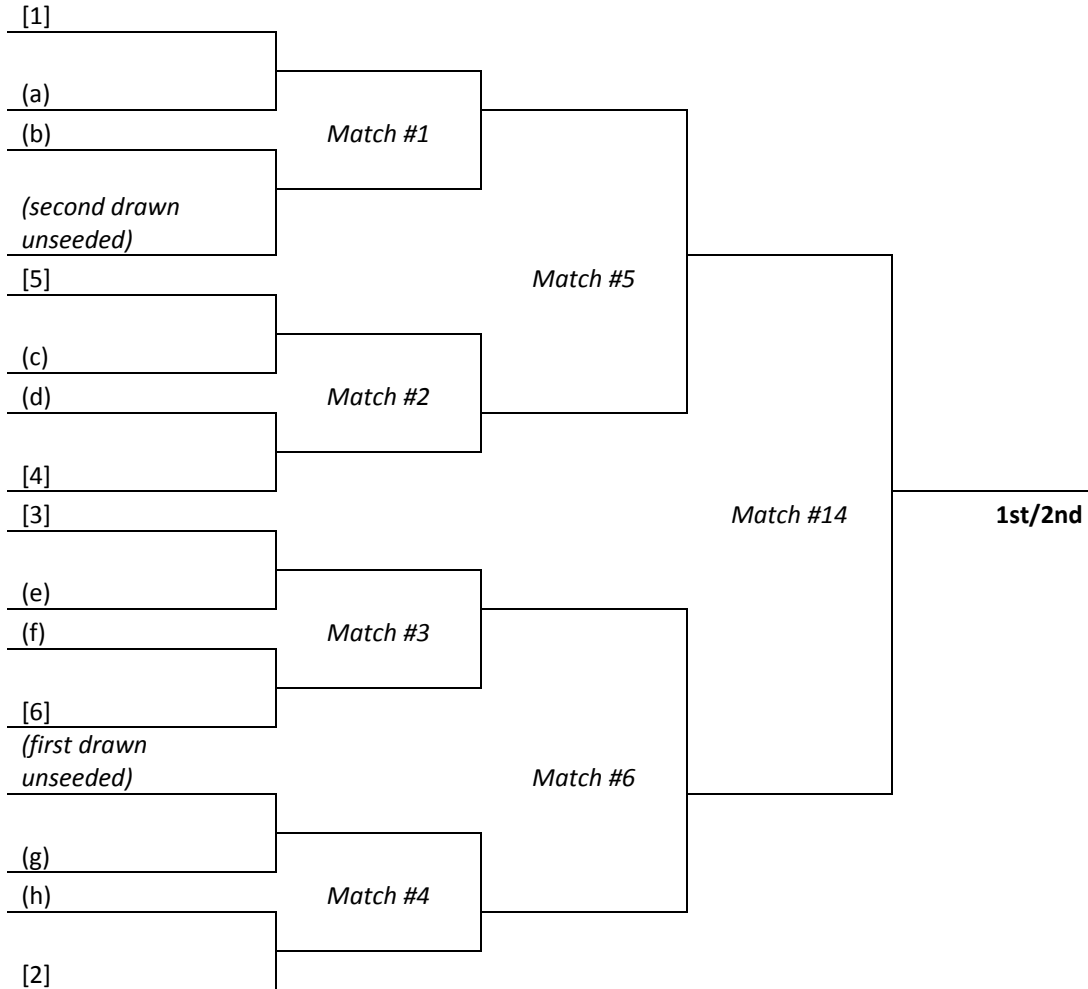 [1]
(a)
(b)
Match #1
(second drawn
unseeded)
[5]
Match #5
(c)
(d)
Match #2
[4]
[3]
Match #14
1st/2nd
(e)
(f)
Match #3
[6]
(first drawn
unseeded)
Match #6
(g)
(h)
Match #4
[2]